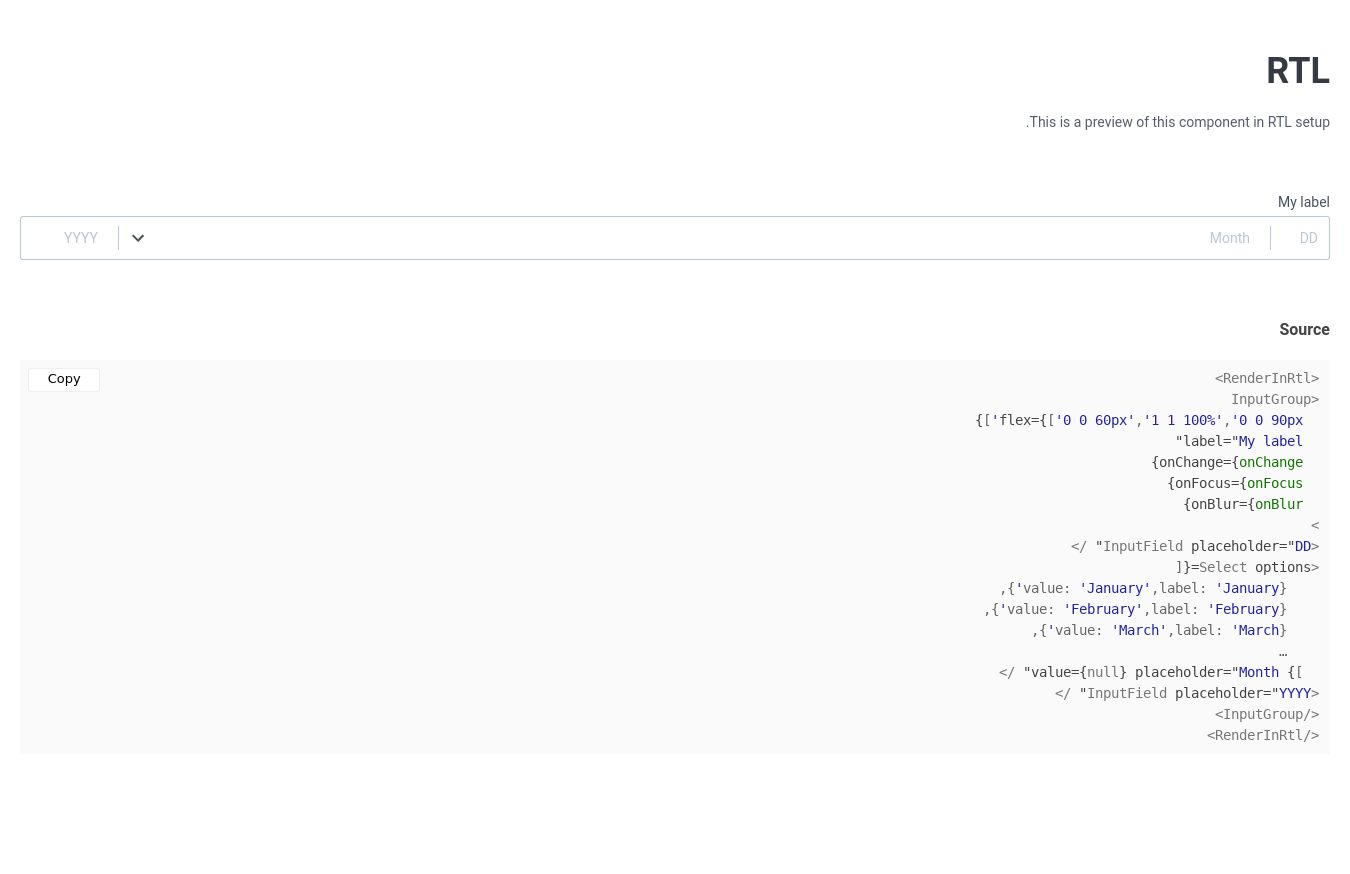 RTL
.This is a preview of this component in RTL setup
My label
DD
Month
YYYY
Source
Copy
<RenderInRtl>
InputGroup>
{['flex={['0 0 60px','1 1 100%','0 0 90px
"label="My label
{onChange={onChange
{onFocus={onFocus
{onBlur={onBlur
<
</ "InputField placeholder="DD>
]}=Select options>
,{'value: 'January',label: 'January}
,{'value: 'February',label: 'February}
,{'value: 'March',label: 'March}
…
</ "value={null} placeholder="Month {[
</ "InputField placeholder="YYYY>
<InputGroup/>
<RenderInRtl/>